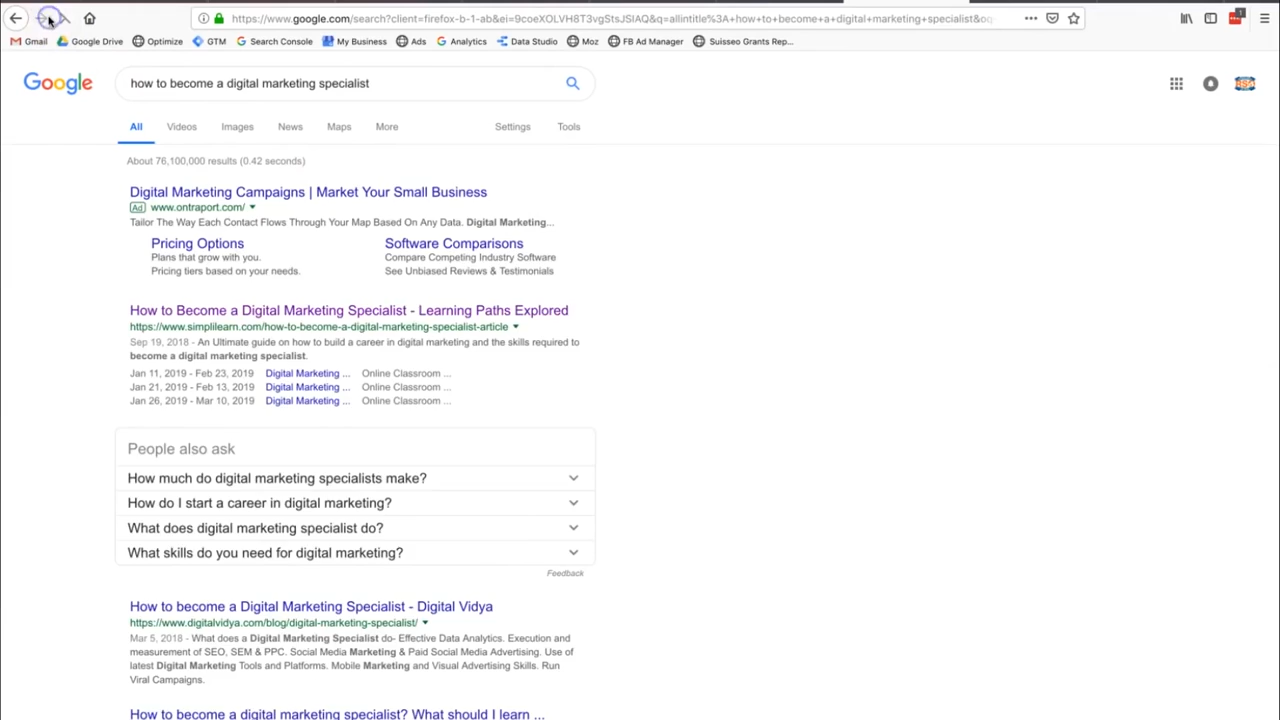 https://www.google.com/search?client=firefox-b-1-ab&ei=9coeXOLVH8T3vgStsJSIAQ&q=allintitle%3A+how+to+become+a+digital+marketing+specialist&oq
Gmail Google Drive Optimize GTM Search Console My Business Ads Analytics Data Studio Moz FB Ad Manager Suisseo Grants Rep...
Google
how to become a digital marketing specialist
All Videos Images News Maps More Settings Tools
About 76,100,000 results (0.42 seconds)
Digital Marketing Campaigns | Market Your Small Business
Ad www.ontraport.com/
Tailor The Way Each Contact Flows Through Your Map Based On Any Data. Digital Marketing...
Pricing Options Software Comparisons
Plans that grow with you. Compare Competing Industry Software
Pricing tiers based on your needs. See Unbiased Reviews & Testimonials
How to Become a Digital Marketing Specialist - Learning Paths Explored
https://www.simplilearn.com/how-to-become-a-digital-marketing-specialist-article
Sep 19, 2018 - An Ultimate guide on how to build a career in digital marketing and the skills required to
become a digital marketing specialist.
Jan 11, 2019 - Feb 23, 2019 Digital Marketing ... Online Classroom ...
Jan 21, 2019 - Feb 13, 2019 Digital Marketing ... Online Classroom ...
Jan 26, 2019 - Mar 10, 2019 Digital Marketing ... Online Classroom ...
People also ask
How much do digital marketing specialists make?
How do I start a career in digital marketing?
What does digital marketing specialist do?
What skills do you need for digital marketing?
Feedback
How to become a Digital Marketing Specialist - Digital Vidya
https://www.digitalvidya.com/blog/digital-marketing-specialist/
Mar 5, 2018 - What does a Digital Marketing Specialist do- Effective Data Analytics. Execution and
measurement of SEO, SEM & PPC. Social Media Marketing & Paid Social Media Advertising. Use of
latest Digital Marketing Tools and Platforms. Mobile Marketing and Visual Advertising Skills. Run
Viral Campaigns.
How to become a digital marketing specialist? What should I learn ...